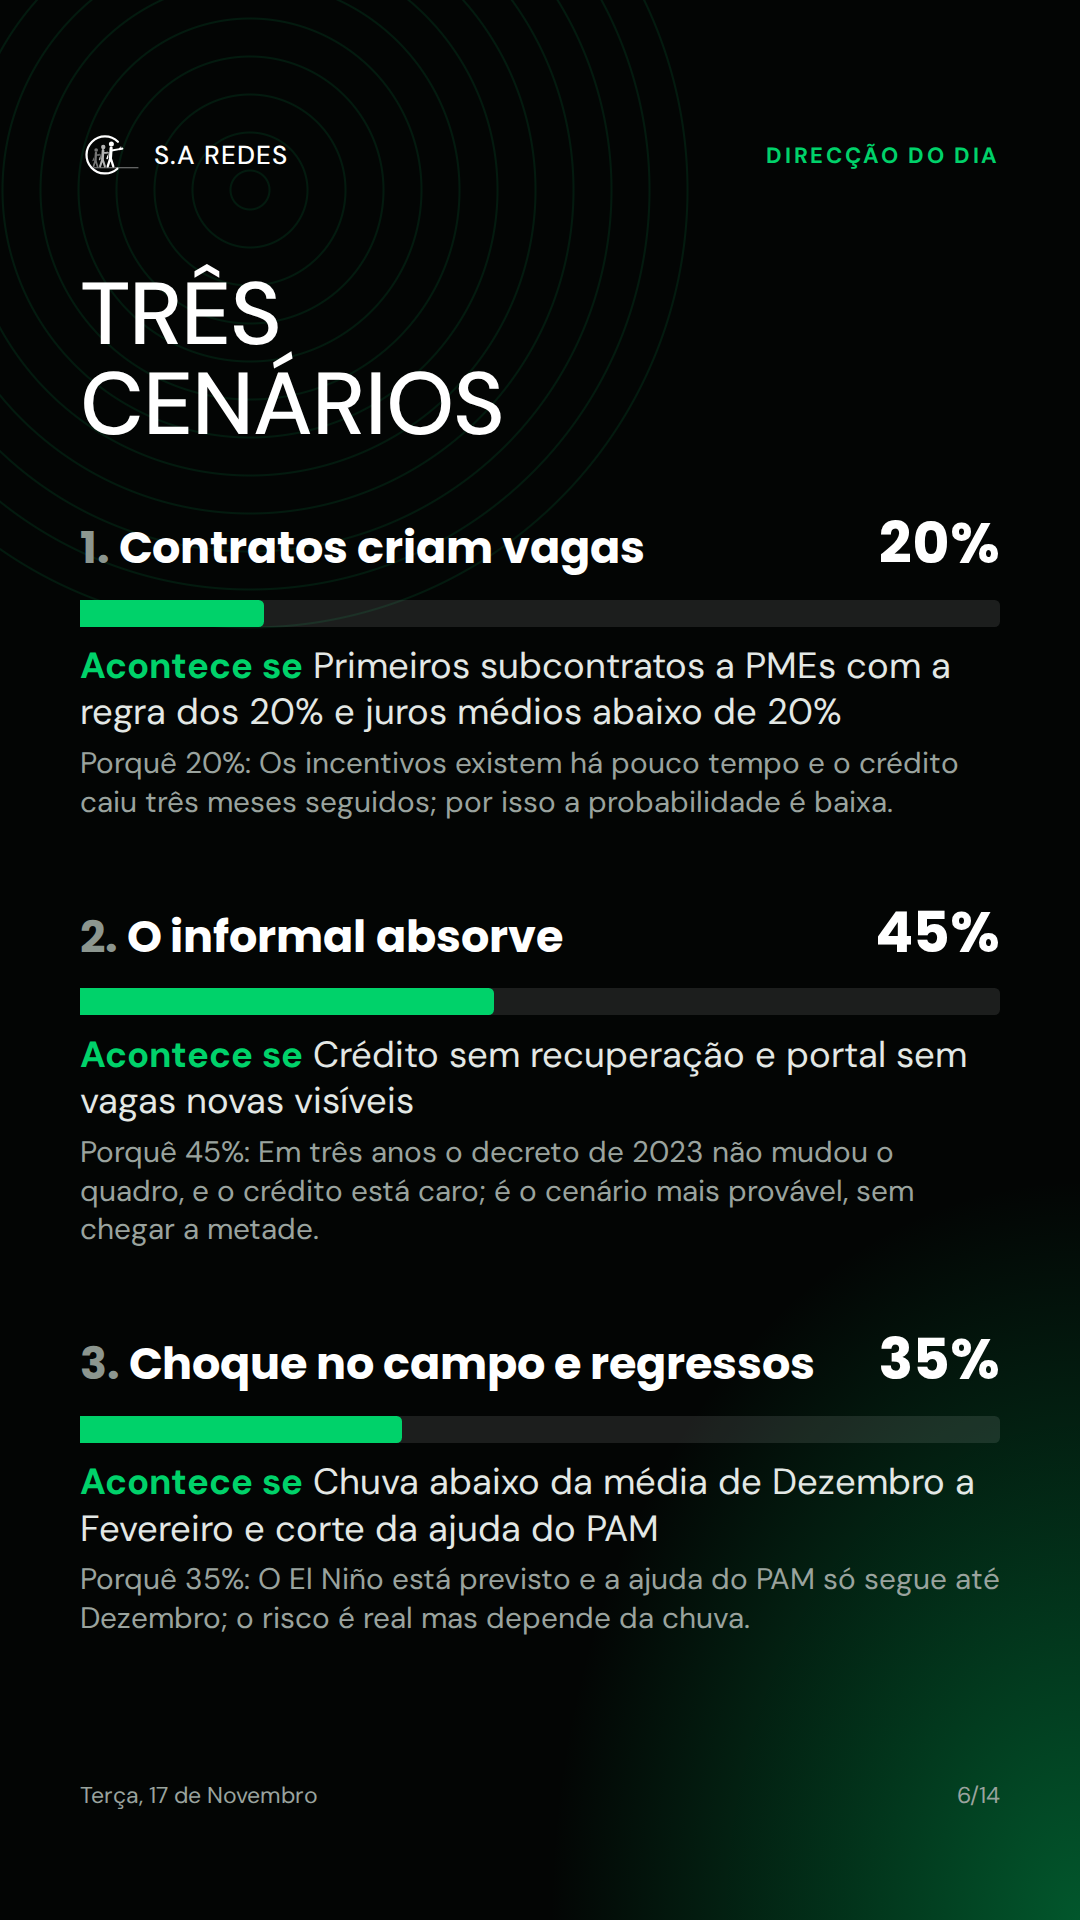 S.A REDES
DIRECÇÃO DO DIA
TRÊS
CENÁRIOS
1. Contratos criam vagas 20%
Acontece se Primeiros subcontratos a PMEs com a
regra dos 20% e juros médios abaixo de 20%
Porquê 20%: Os incentivos existem há pouco tempo e o crédito
caiu três meses seguidos; por isso a probabilidade é baixa.
2. O informal absorve 45%
Acontece se Crédito sem recuperação e portal sem
vagas novas visíveis
Porquê 45%: Em três anos o decreto de 2023 não mudou o
quadro, e o crédito está caro; é o cenário mais provável, sem
chegar a metade.
3. Choque no campo e regressos 35%
Acontece se Chuva abaixo da média de Dezembro a
Fevereiro e corte da ajuda do PAM
Porquê 35%: O El Niño está previsto e a ajuda do PAM só segue até
Dezembro; o risco é real mas depende da chuva.
Terça, 17 de Novembro
6/14